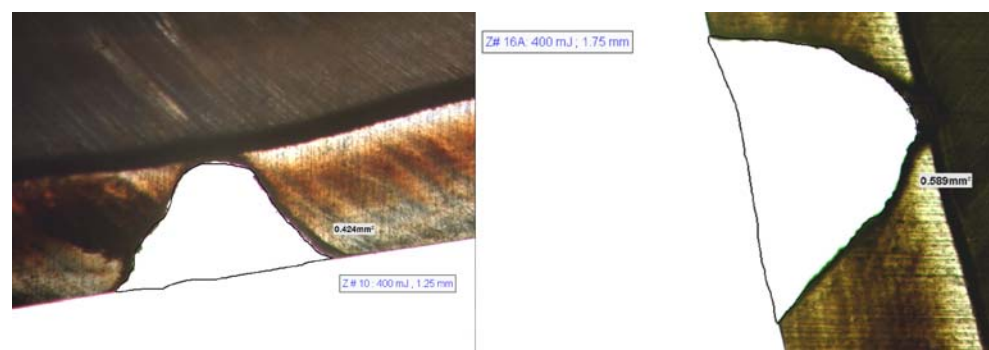 Z# 16A: 400 mJ ; 1.75 mm
0.589mm²
0.424mm²
Z # 10 : 400 mJ , 1.25 mm